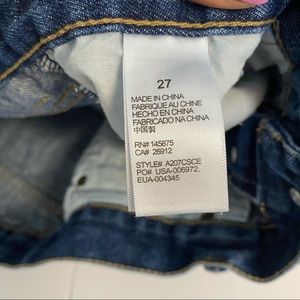 27
MADE IN CHINA
FABRIQUE AU CHINE
HECHO EN CHINA
FABRICADO NA CHINA
中国製
RN# 145875
CA# 26912
STYLE# A207CSCE
PO# USA-006972,
EUA-004345